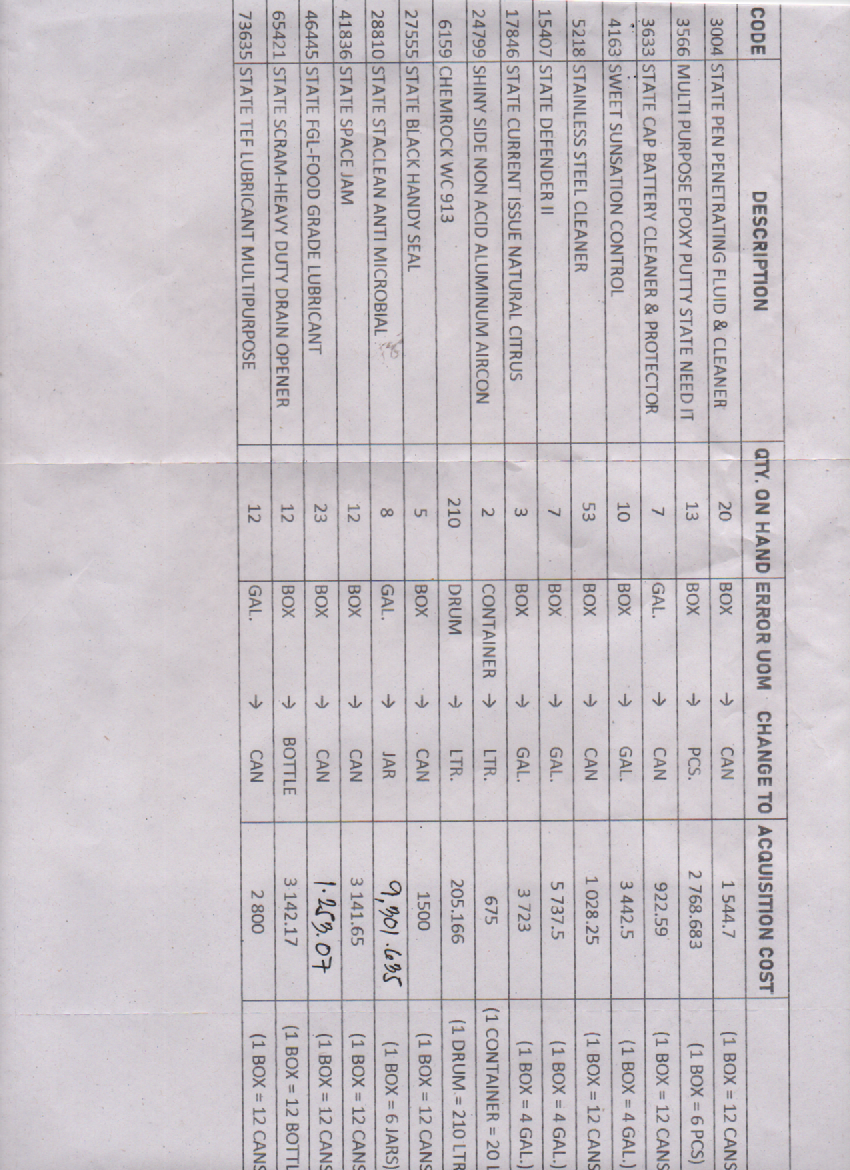 CODE DESCRIPTION QTY. ON HAND ERROR UOM CHANGE TO ACQUISITION COST
3004 STATE PEN PENETRATING FLUID & CLEANER 20 BOX → CAN 1 544.7 (1 BOX = 12 CANS
3566 MULTI PURPOSE EPOXY PUTTY STATE NEED IT 13 BOX → PCS. 2 768.683 (1 BOX = 6 PCS)
3633 STATE CAP BATTERY CLEANER & PROTECTOR 7 GAL. → CAN 922.59 (1 BOX = 12 CANS
4163 SWEET SUNSATION CONTROL 10 BOX → GAL. 3 442.5 (1 BOX = 4 GAL.)
5218 STAINLESS STEEL CLEANER 53 BOX → CAN 1 028.25 (1 BOX = 12 CANS
15407 STATE DEFENDER II 7 BOX → GAL. 5 737.5 (1 BOX = 4 GAL.)
17846 STATE CURRENT ISSUE NATURAL CITRUS 3 BOX → GAL. 3 723 (1 BOX = 4 GAL.)
24799 SHINY SIDE NON ACID ALUMINUM AIRCON 2 CONTAINER → LTR. 675 (1 CONTAINER = 20 L
6159 CHEMROCK WC 913 210 DRUM → LTR. 205.166 (1 DRUM = 210 LTR
27555 STATE BLACK HANDY SEAL 5 BOX → CAN 1500 (1 BOX = 12 CANS
28810 STATE STACLEAN ANTI MICROBIAL 8 GAL. → JAR 9,301.635 (1 BOX = 6 JARS)
41836 STATE SPACE JAM 12 BOX → CAN 3 141.65 (1 BOX = 12 CANS
46445 STATE FGL-FOOD GRADE LUBRICANT 23 BOX → CAN 1.253.07 (1 BOX = 12 CANS
65421 STATE SCRAM-HEAVY DUTY DRAIN OPENER 12 BOX → BOTTLE 3 142.17 (1 BOX = 12 BOTTL
73635 STATE TEF LUBRICANT MULTIPURPOSE 12 GAL. → CAN 2 800 (1 BOX = 12 CANS